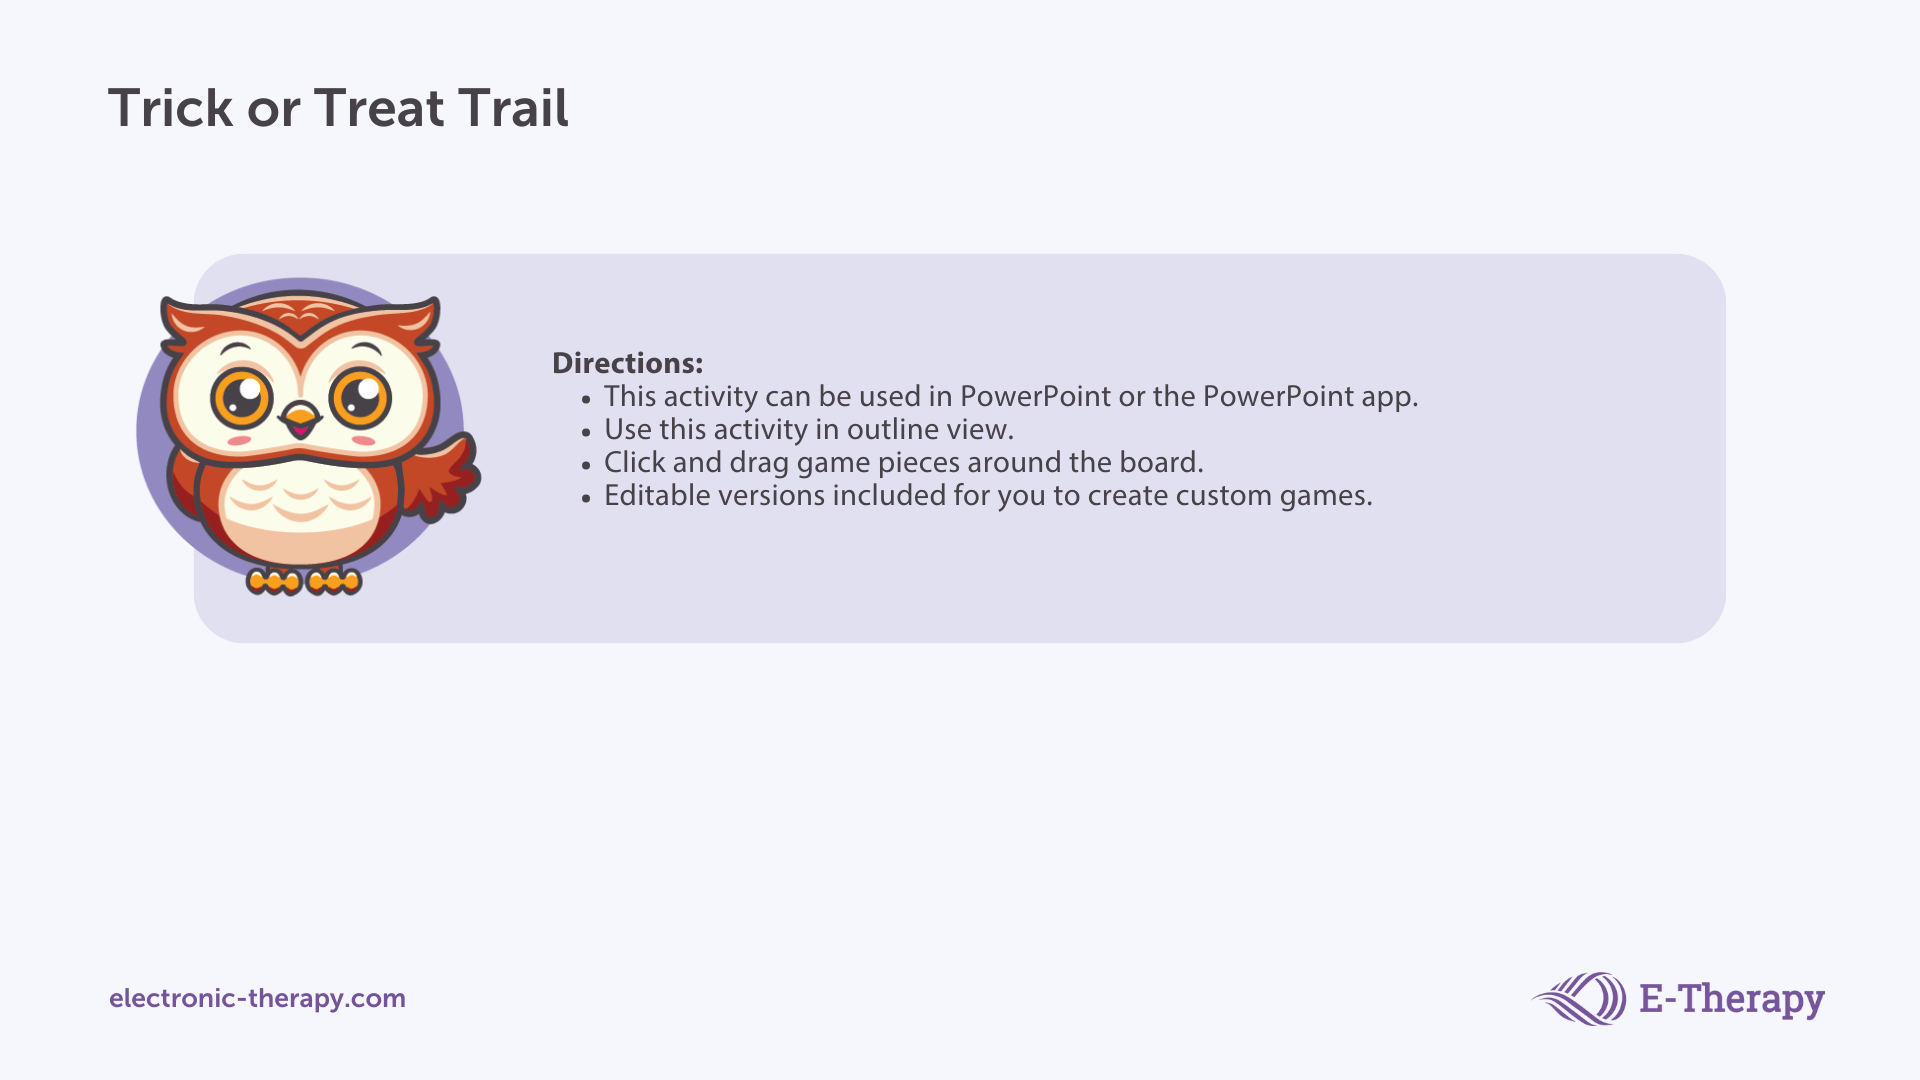 Trick or Treat Trail
Directions:
• This activity can be used in PowerPoint or the PowerPoint app.
• Use this activity in outline view.
• Click and drag game pieces around the board.
• Editable versions included for you to create custom games.
electronic-therapy.com
E-Therapy